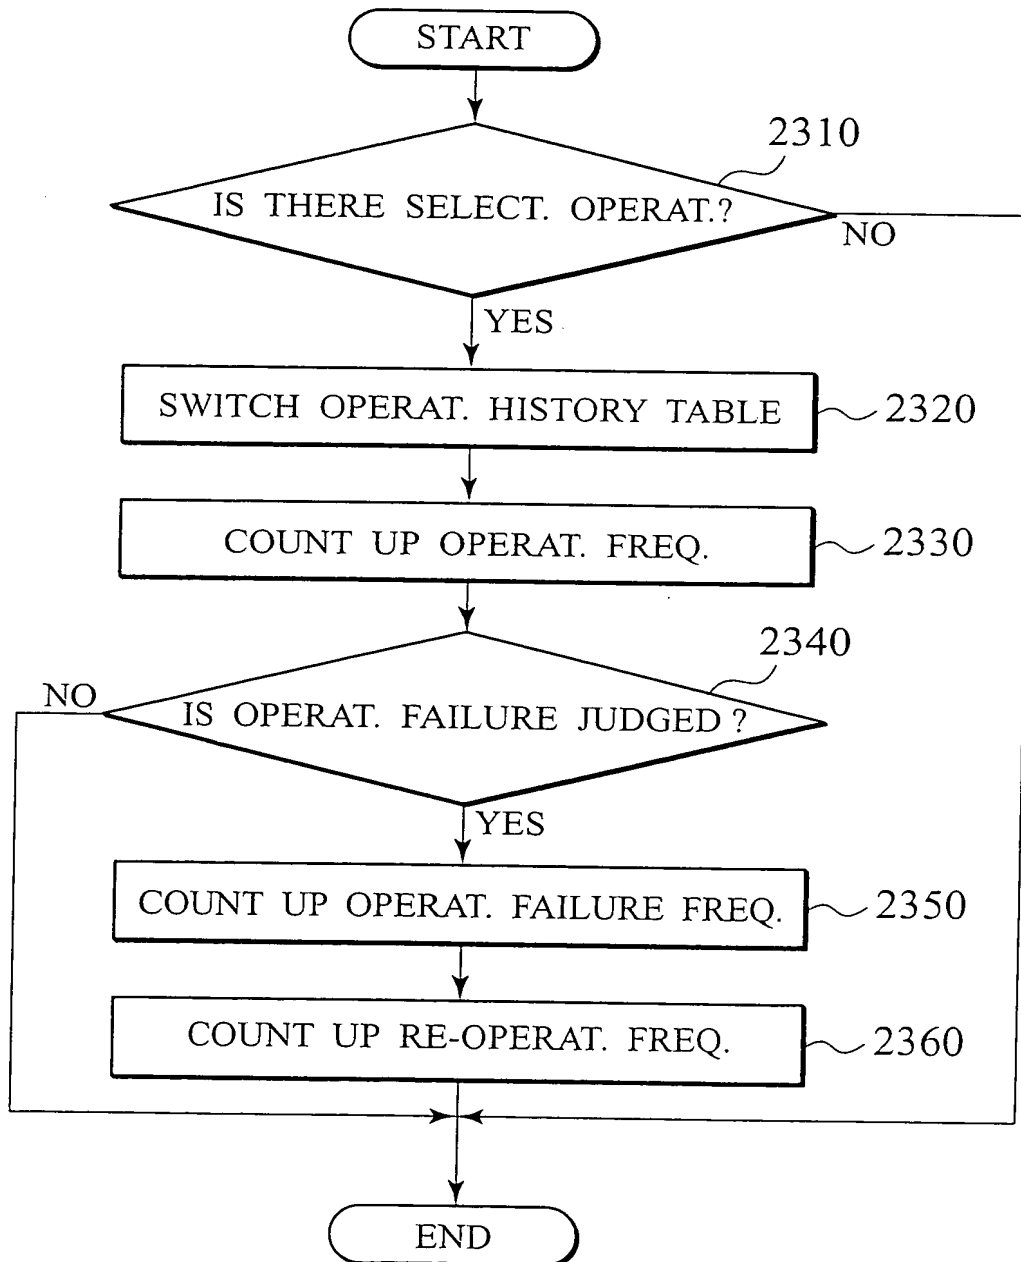 START
2310
IS THERE SELECT. OPERAT.?
NO
YES
SWITCH OPERAT. HISTORY TABLE
2320
COUNT UP OPERAT. FREQ.
2330
2340
NO
IS OPERAT. FAILURE JUDGED ?
YES
COUNT UP OPERAT. FAILURE FREQ.
2350
COUNT UP RE-OPERAT. FREQ.
2360
END